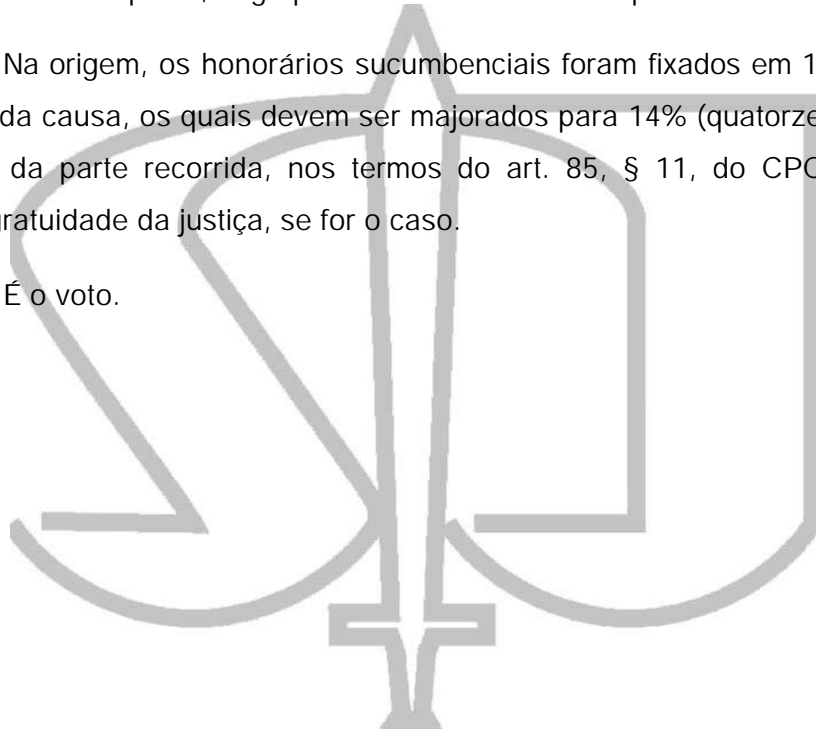 Na origem, os honorários sucumbenciais foram fixados em 1
da causa, os quais devem ser majorados para 14% (quatorze
da parte recorrida, nos termos do art. 85, § 11, do CPC
gratuidade da justiça, se for o caso.
É o voto.